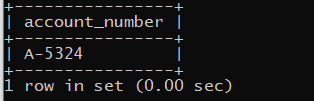 +----------------+
| account_number |
+----------------+
| A-5324         |
+----------------+
1 row in set (0.00 sec)